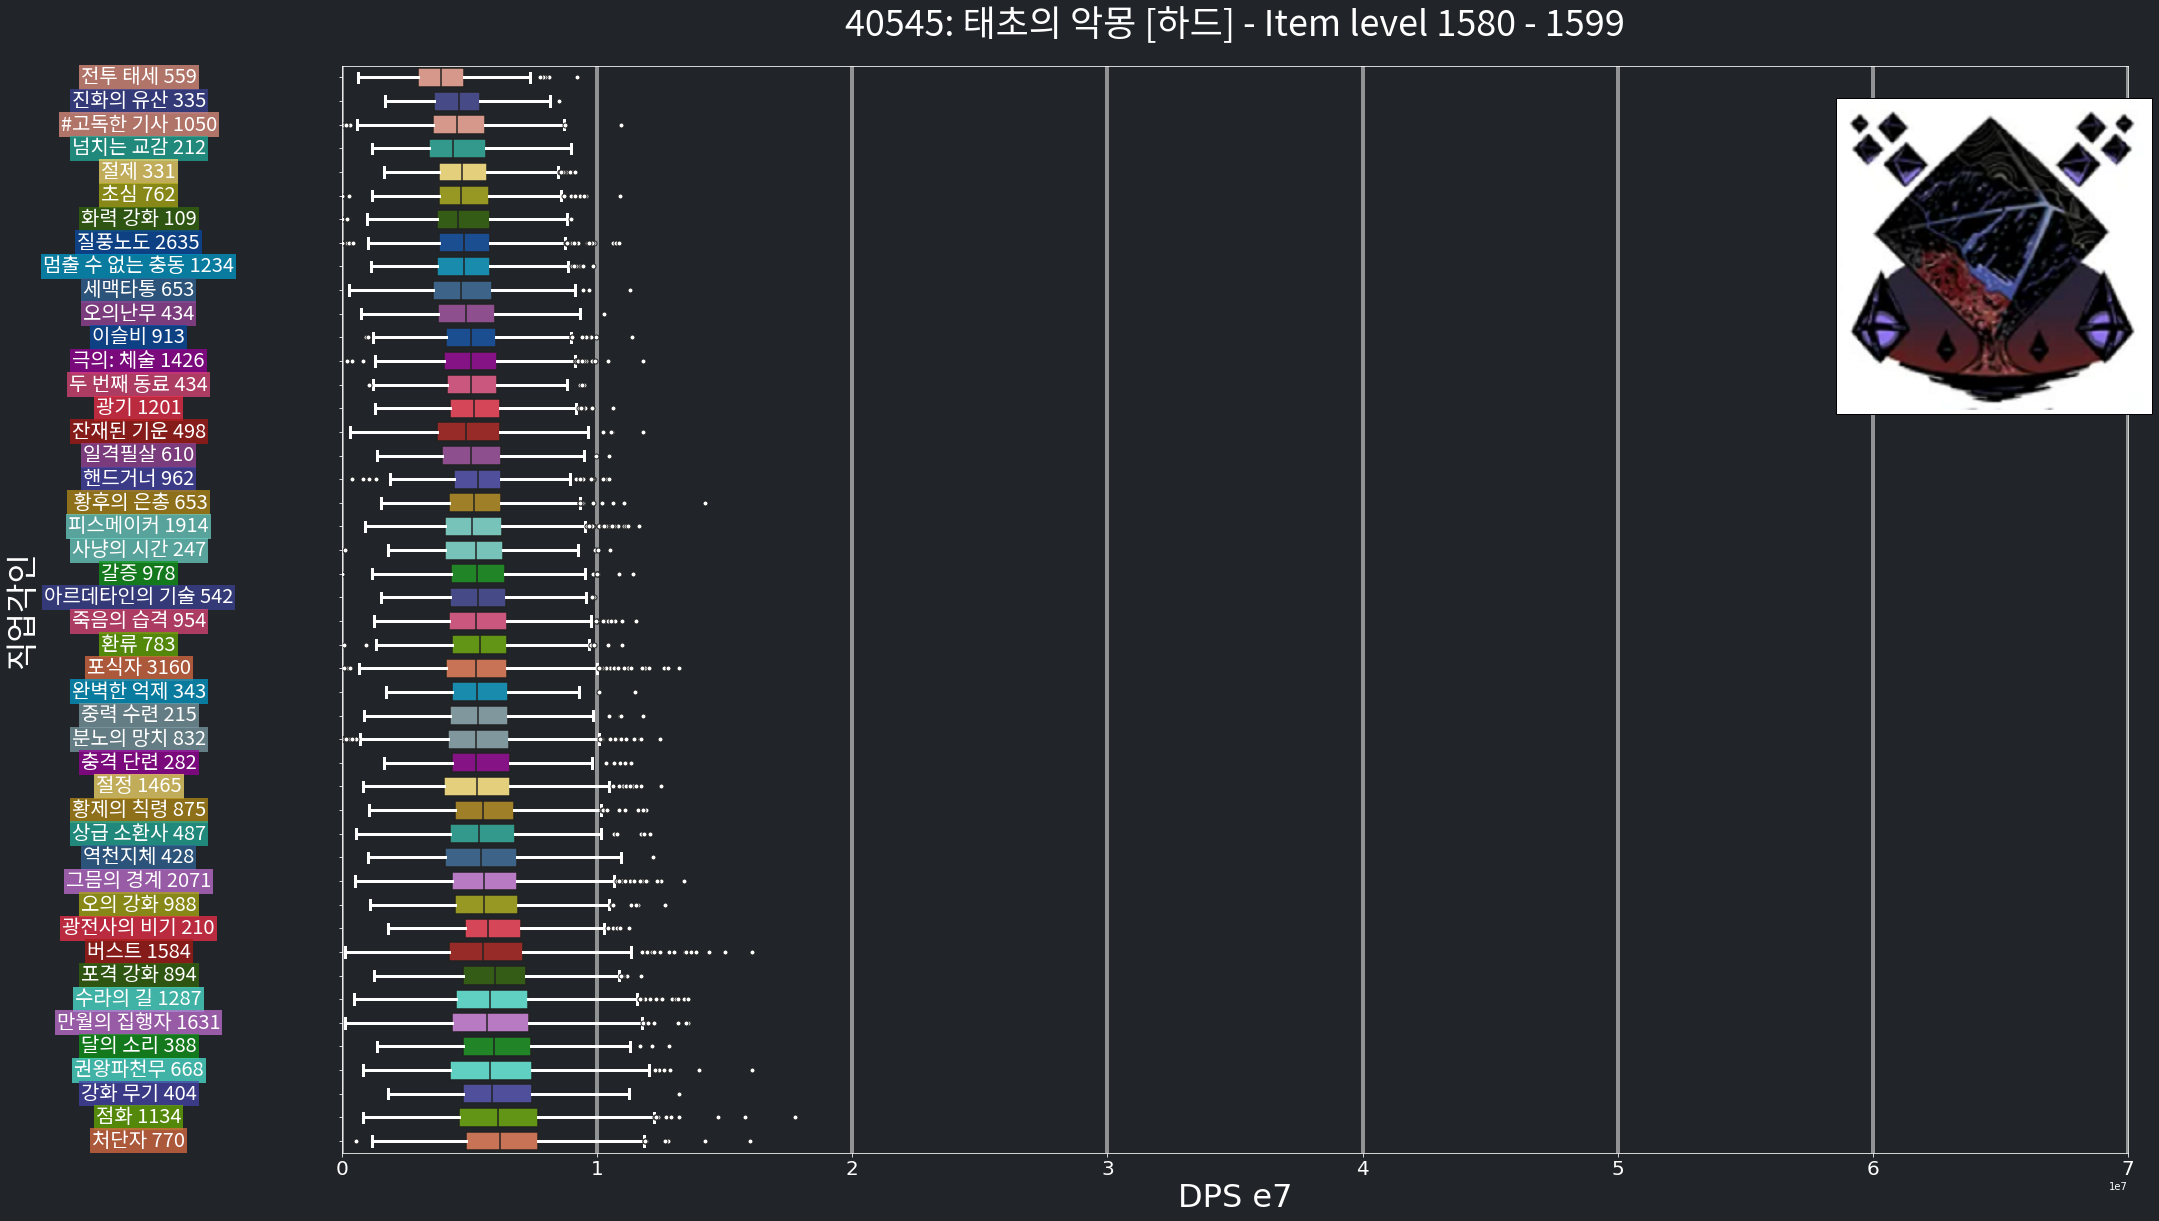 40545: 태초의 악몽 [하드] - Item level 1580 - 1599
직업각인
전투 태세 559
진화의 유산 335
#고독한 기사 1050
넘치는 교감 212
절제 331
초심 762
화력 강화 109
질풍노도 2635
멈출 수 없는 충동 1234
세맥타통 653
오의난무 434
이슬비 913
극의: 체술 1426
두 번째 동료 434
광기 1201
잔재된 기운 498
일격필살 610
핸드거너 962
황후의 은총 653
피스메이커 1914
사냥의 시간 247
갈증 978
아르데타인의 기술 542
죽음의 습격 954
환류 783
포식자 3160
완벽한 억제 343
중력 수련 215
분노의 망치 832
충격 단련 282
절정 1465
황제의 칙령 875
상급 소환사 487
역천지체 428
그믐의 경계 2071
오의 강화 988
광전사의 비기 210
버스트 1584
포격 강화 894
수라의 길 1287
만월의 집행자 1631
달의 소리 388
권왕파천무 668
강화 무기 404
점화 1134
처단자 770
0 1 2 3 4 5 6 7
1e7
DPS e7